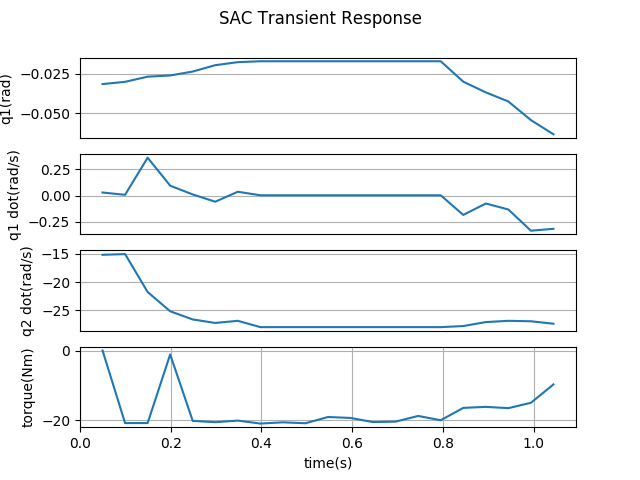 SAC Transient Response
q1(rad)
−0.025
−0.050
q1 dot(rad/s)
0.25
0.00
−0.25
q2 dot(rad/s)
−15
−20
−25
torque(Nm)
0
−20
0.0 0.2 0.4 0.6 0.8 1.0
time(s)